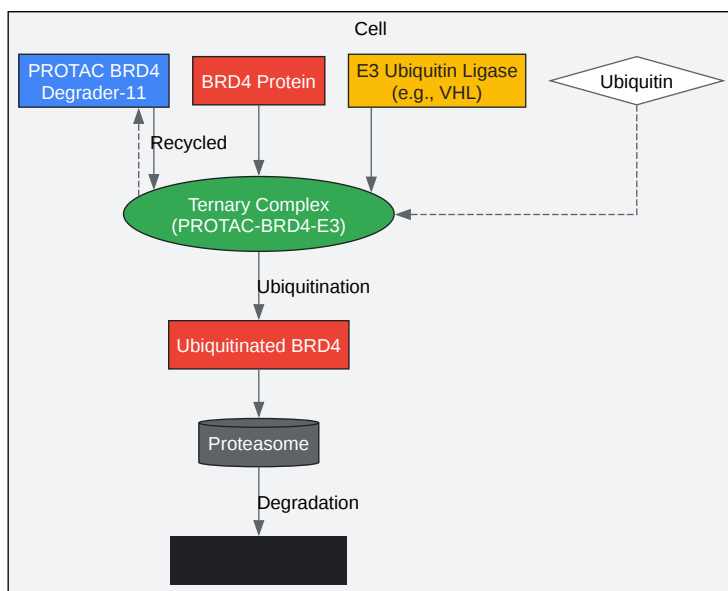 Cell
PROTAC BRD4
Degrader-11
BRD4 Protein
E3 Ubiquitin Ligase
(e.g., VHL)
Ubiquitin
Recycled
Ternary Complex
(PROTAC-BRD4-E3)
Ubiquitination
Ubiquitinated BRD4
Proteasome
Degradation